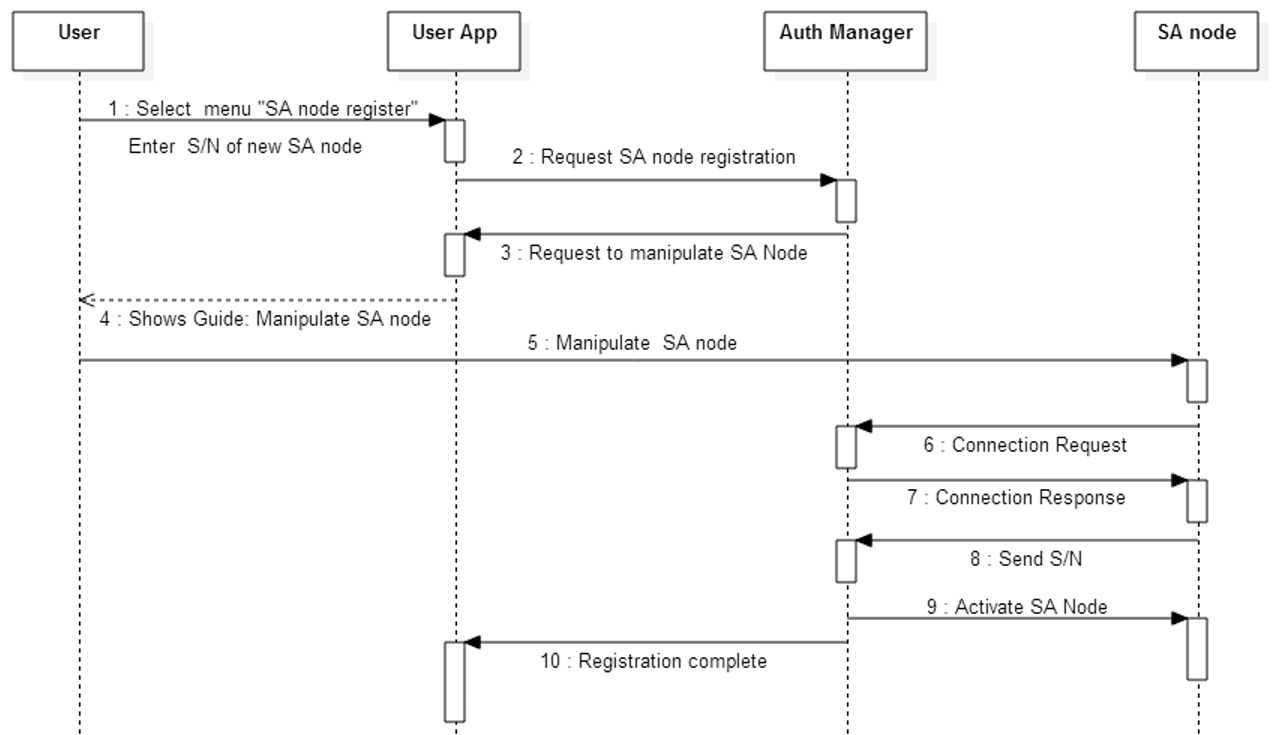 User
User App
Auth Manager
SA node
1 : Select menu "SA node register"
Enter S/N of new SA node
2 : Request SA node registration
3 : Request to manipulate SA Node
4 : Shows Guide: Manipulate SA node
5 : Manipulate SA node
6 : Connection Request
7 : Connection Response
8 : Send S/N
9 : Activate SA Node
10 : Registration complete